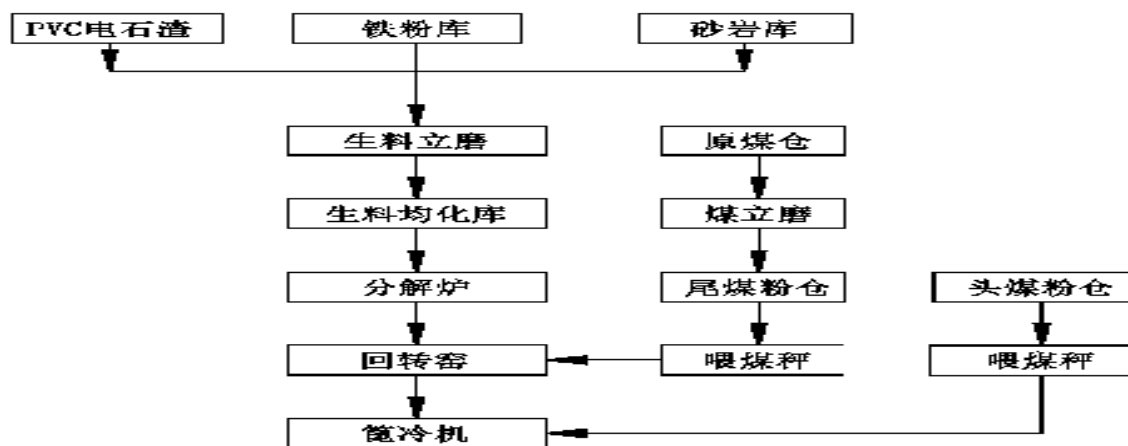 PVC电石渣 铁粉库 砂岩库
生料立磨 原煤仓
生料均化库 煤立磨
分解炉 尾煤粉仓 头煤粉仓
回转窑 喂煤秤 喂煤秤
篦冷机